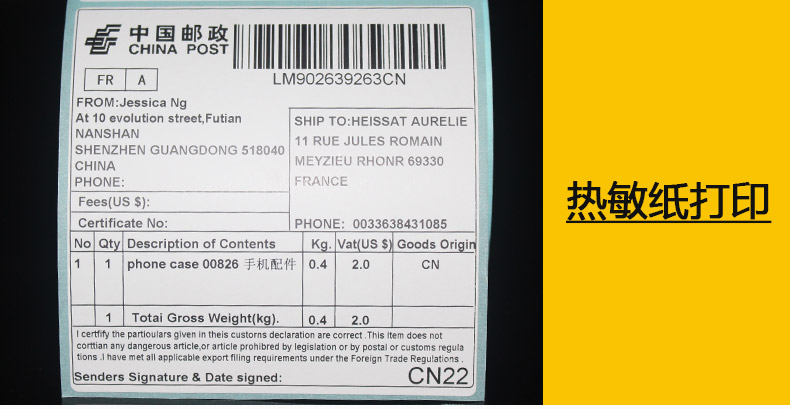 中国邮政
CHINA POST
LM902639263CN
FR A
FROM:Jessica Ng
At 10 evolution street,Futian
NANSHAN
SHENZHEN GUANGDONG 518040
CHINA
PHONE:
SHIP TO:HEISSAT AURELIE
11 RUE JULES ROMAIN
MEYZIEU RHONR 69330
FRANCE
PHONE: 0033638431085
Fees(US $):
Certificate No:
No Qty Description of Contents Kg. Vat(US $) Goods Origin
1 1 phone case 00826 手机配件 0.4 2.0 CN
1 Totai Gross Weight(kg). 0.4 2.0
I certfify the particulars given in theis customs declaration are correct .This item does not
corttian any dangerous article,or article prohibred by legislation or by postal or customs regula
tions .I have met all applicable export filing requirements under the Foreign Trade Regulations .
Senders Signature & Date signed: CN22
热敏纸打印